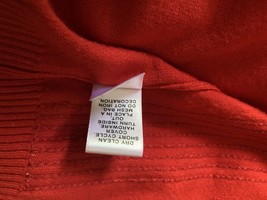 DRY CLEAN
SHORT CYCLE
COVER
HARDWARE
TURN INSIDE
OUT
PLACE IN A
MESH BAG
DO NOT IRON
DECORATION